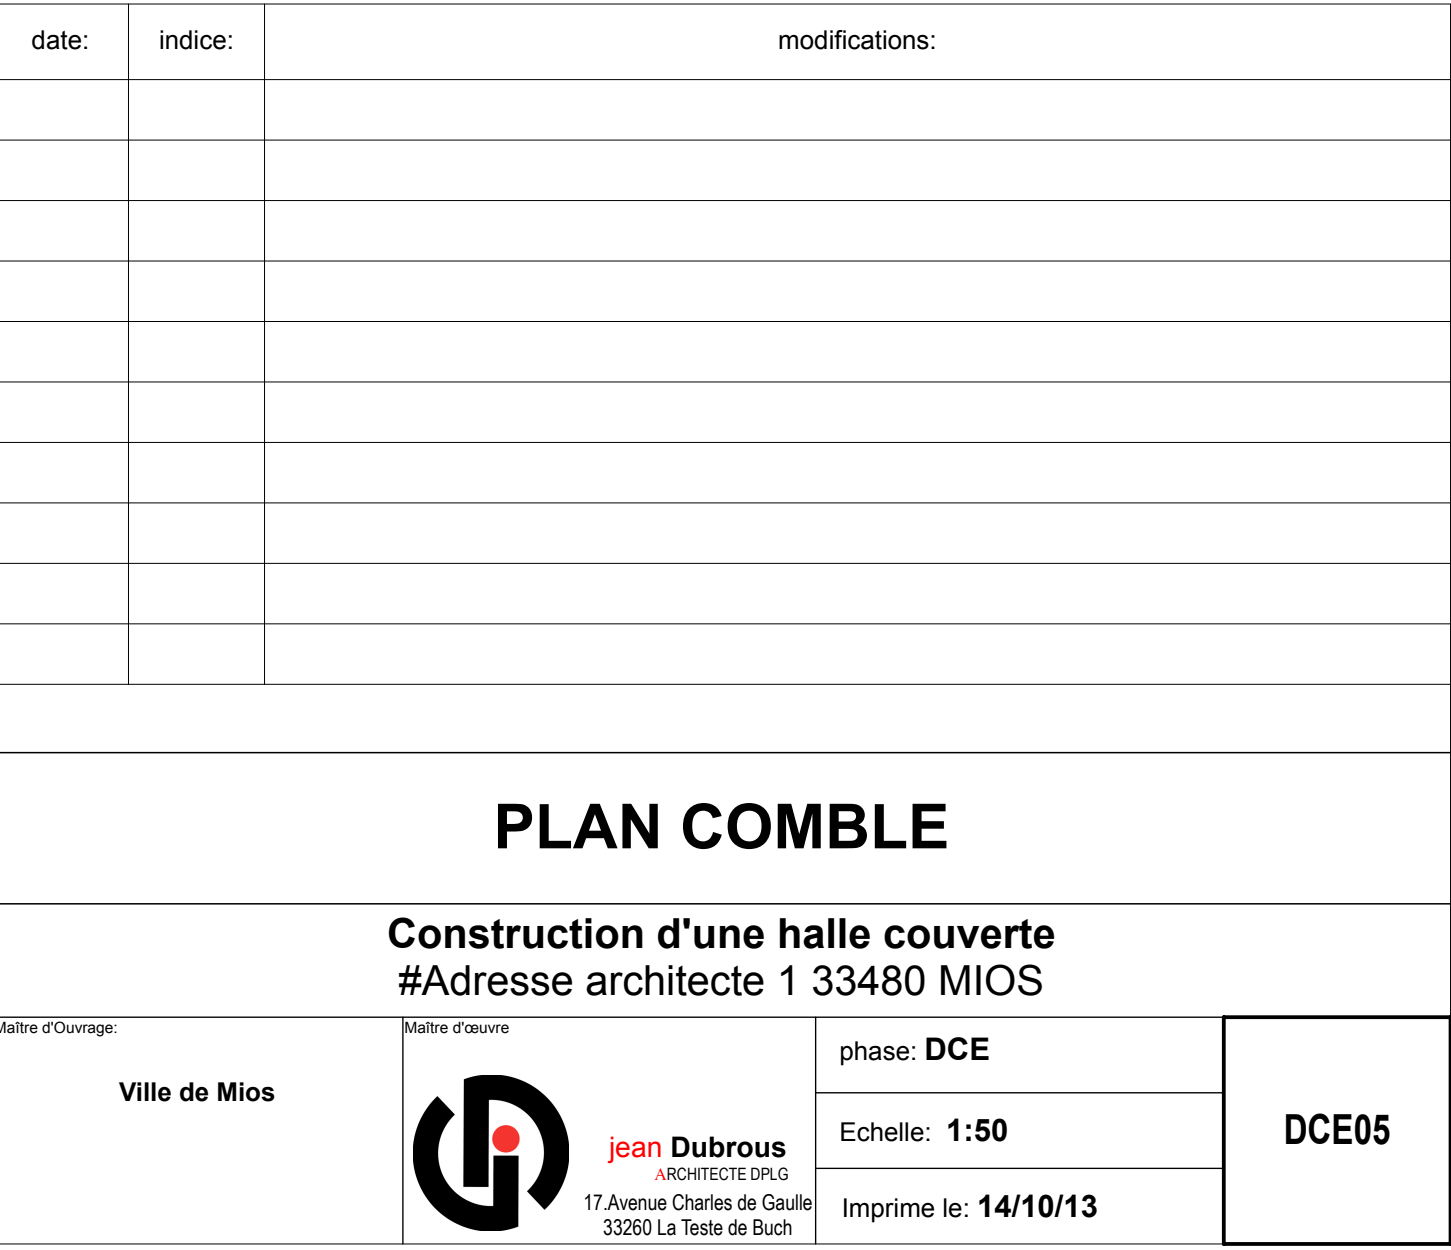 date: indice: modifications:
PLAN COMBLE
Construction d'une halle couverte
#Adresse architecte 1 33480 MIOS
Maître d'Ouvrage:
Ville de Mios
Maître d'œuvre
jean Dubrous
ARCHITECTE DPLG
17.Avenue Charles de Gaulle
33260 La Teste de Buch
phase: DCE
Echelle: 1:50
Imprime le: 14/10/13
DCE05